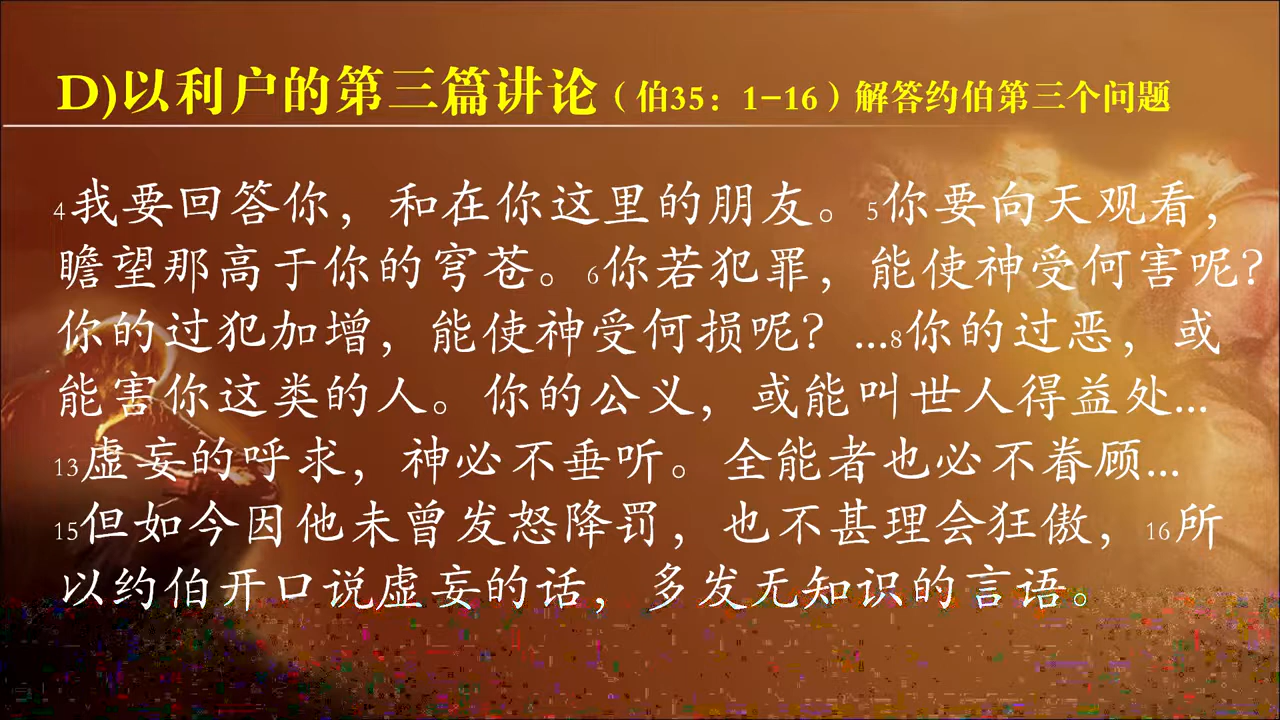 D)以利户的第三篇讲论（伯35：1-16）解答约伯第三个问题
4我要回答你，和在你这里的朋友。5你要向天观看，
瞻望那高于你的穹苍。6你若犯罪，能使神受何害呢？
你的过犯加增，能使神受何损呢？...8你的过恶，或
能害你这类的人。你的公义，或能叫世人得益处...
13虚妄的呼求，神必不垂听。全能者也必不眷顾...
15但如今因他未曾发怒降罚，也不甚理会狂傲，16所
以约伯开口说虚妄的话，多发无知识的言语。